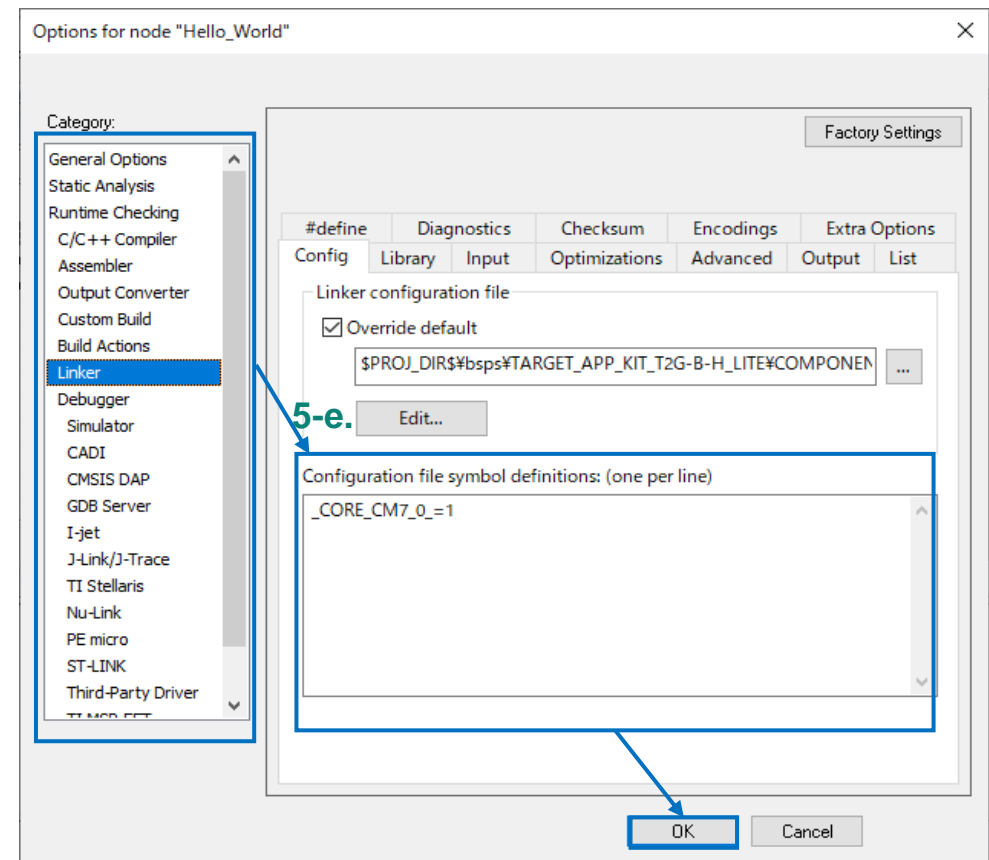 Options for node "Hello_World"
Category:
Factory Settings
General Options
Static Analysis
Runtime Checking
C/C++ Compiler
Assembler
Output Converter
Custom Build
Build Actions
Linker
Debugger
Simulator
CADI
CMSIS DAP
GDB Server
I-jet
J-Link/J-Trace
TI Stellaris
Nu-Link
PE micro
ST-LINK
Third-Party Driver
#define Diagnostics Checksum Encodings Extra Options
Config Library Input Optimizations Advanced Output List
Linker configuration file
Override default
$PROJ_DIR$¥bsps¥TARGET_APP_KIT_T2G-B-H_LITE¥COMPONEN
...
5-e.
Edit...
Configuration file symbol definitions: (one per line)
_CORE_CM7_0_=1
OK Cancel